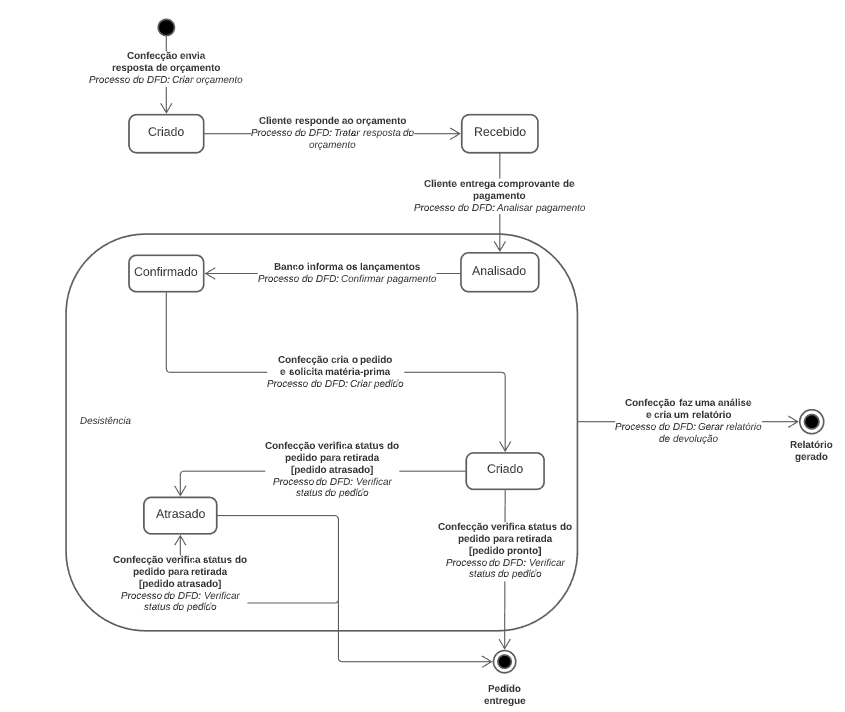 Confecção envia
resposta de orçamento
Processo do DFD: Criar orçamento
Criado
Cliente responde ao orçamento
Processo do DFD: Tratar resposta do
orçamento
Recebido
Cliente entrega comprovante de
pagamento
Processo do DFD: Analisar pagamento
Confirmado
Banco informa os lançamentos
Processo do DFD: Confirmar pagamento
Analisado
Confecção cria o pedido
e solicita matéria-prima
Processo do DFD: Criar pedido
Desistência
Confecção faz uma análise
e cria um relatório
Processo do DFD: Gerar relatório
de devolução
Relatório
gerado
Confecção verifica status do
pedido para retirada
[pedido atrasado]
Processo do DFD: Verificar
status do pedido
Criado
Atrasado
Confecção verifica status do
pedido para retirada
[pedido pronto]
Processo do DFD: Verificar
status do pedido
Confecção verifica status do
pedido para retirada
[pedido atrasado]
Processo do DFD: Verificar
status do pedido
Pedido
entregue